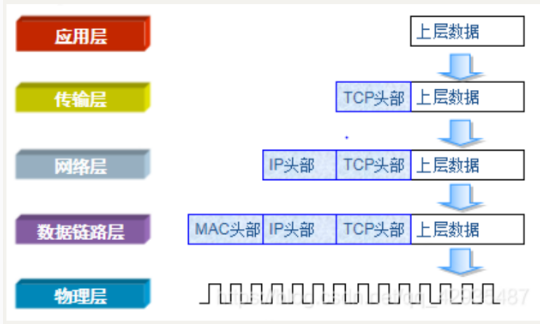 应用层 上层数据
传输层 TCP头部 上层数据
网络层 IP头部 TCP头部 上层数据
数据链路层 MAC头部 IP头部 TCP头部 上层数据
物理层